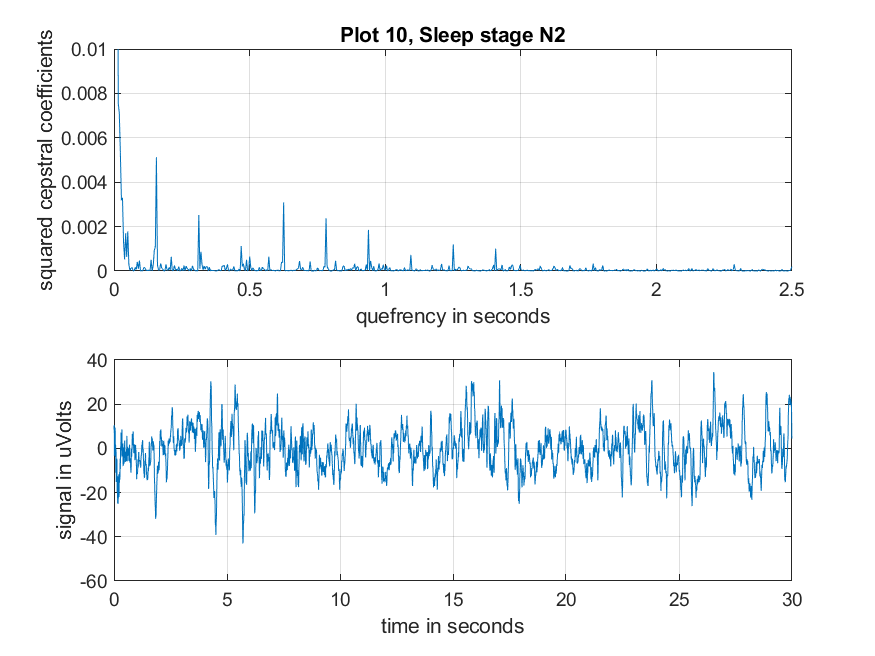 Plot 10, Sleep stage N2
squared cepstral coefficients
0.01
0.008
0.006
0.004
0.002
0
0 0.5 1 1.5 2 2.5
quefrency in seconds
signal in uVolts
40
20
0
-20
-40
-60
0 5 10 15 20 25 30
time in seconds